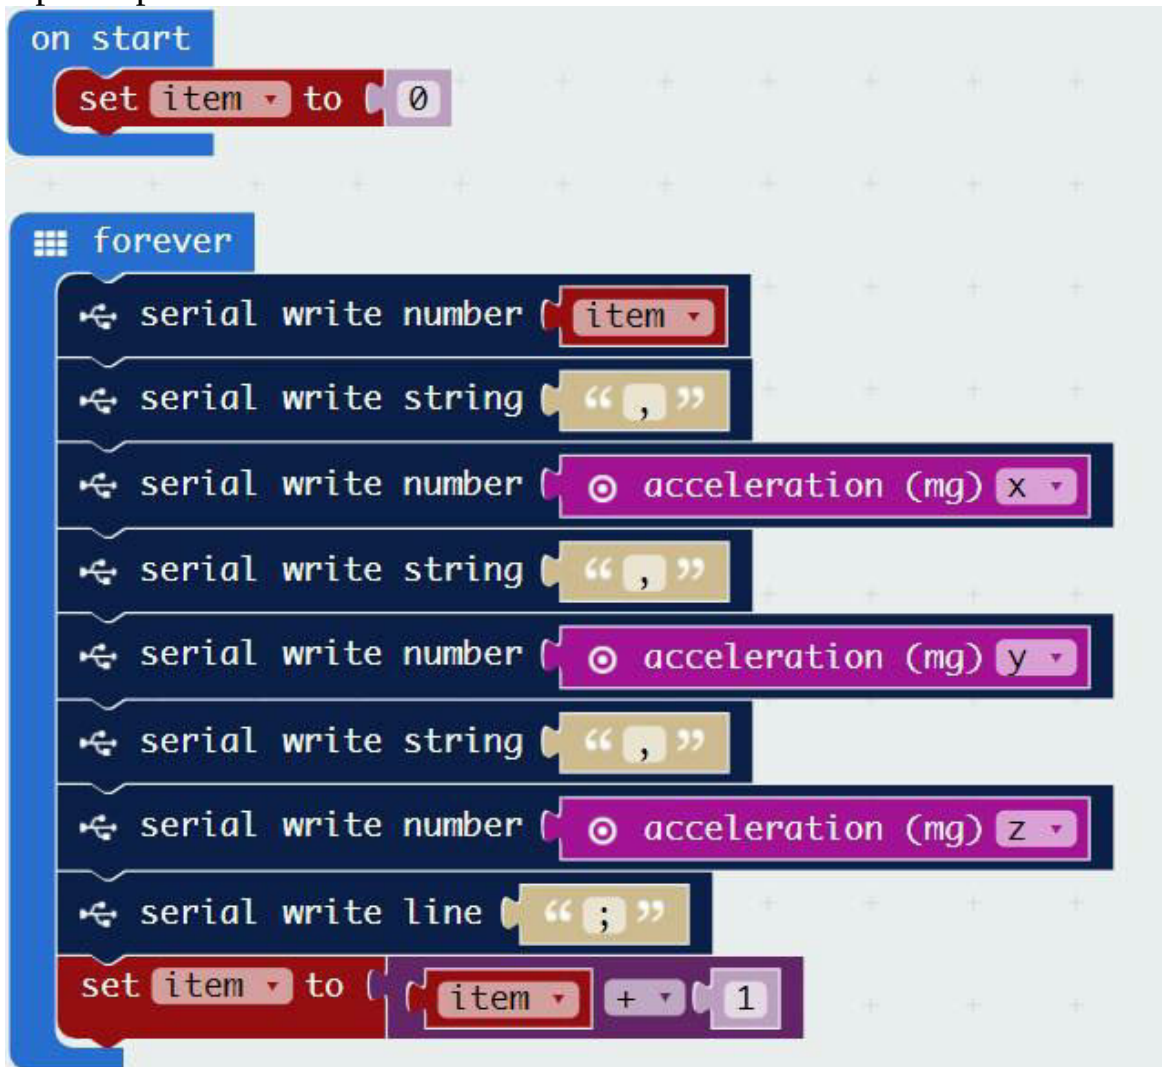 on start
set item to 0
forever
serial write number item
serial write string “ , ”
serial write number acceleration (mg) x
serial write string “ , ”
serial write number acceleration (mg) y
serial write string “ , ”
serial write number acceleration (mg) z
serial write line “ ; ”
set item to item + 1